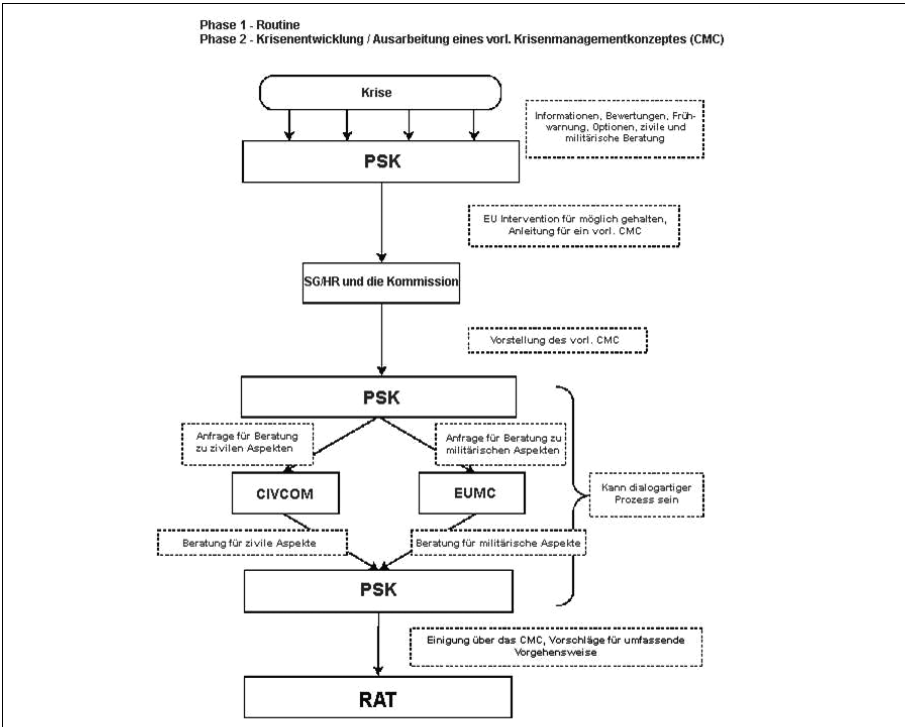 Phase 1 - Routine
Phase 2 - Krisenentwicklung / Ausarbeitung eines vorl. Krisenmanagementkonzeptes (CMC)
Krise
Informationen, Bewertungen, Früh-
warnung, Optionen, zivile und
militärische Beratung
PSK
EU Intervention für möglich gehalten,
Anleitung für ein vorl. CMC
SG/HR und die Kommission
Vorstellung des vorl. CMC
PSK
Anfrage für Beratung
zu zivilen Aspekten
Anfrage für Beratung zu
militärischen Aspekten
CIVCOM
EUMC
Kann dialogartiger
Prozess sein
Beratung für zivile Aspekte
Beratung für militärische Aspekte
PSK
Einigung über das CMC, Vorschläge für umfassende
Vorgehensweise
RAT